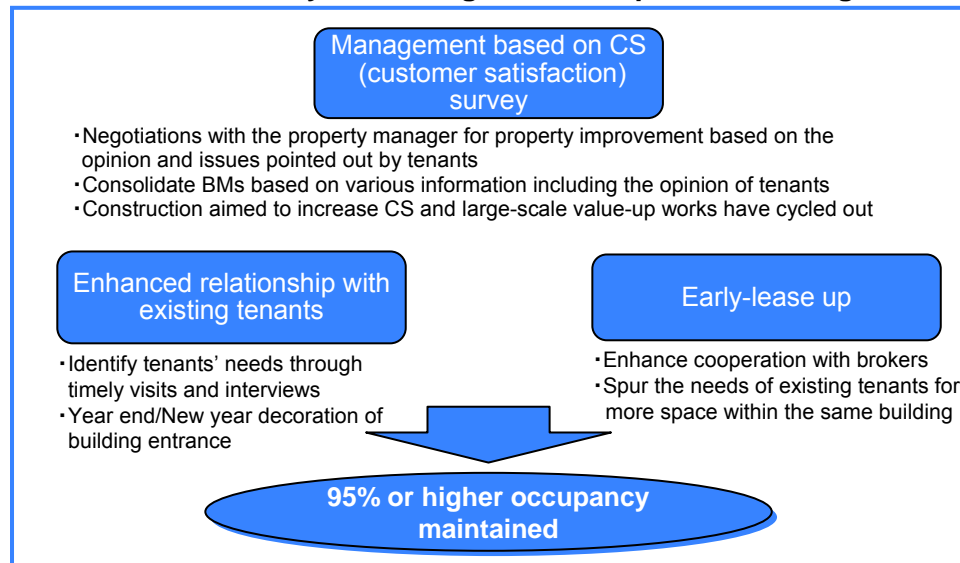 Management based on CS
(customer satisfaction)
survey
・Negotiations with the property manager for property improvement based on the
opinion and issues pointed out by tenants
・Consolidate BMs based on various information including the opinion of tenants
・Construction aimed to increase CS and large-scale value-up works have cycled out
Enhanced relationship with
existing tenants
・Identify tenants’ needs through
timely visits and interviews
・Year end/New year decoration of
building entrance
Early-lease up
・Enhance cooperation with brokers
・Spur the needs of existing tenants for
more space within the same building
95% or higher occupancy
maintained